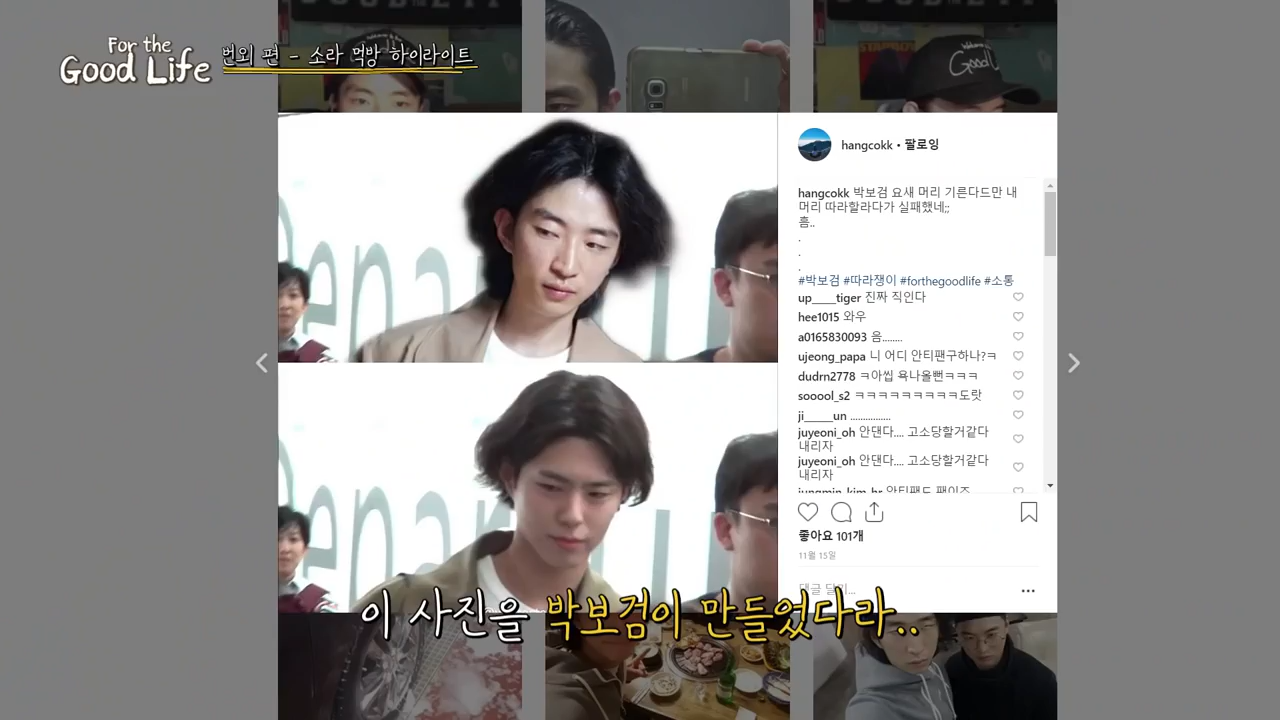 For the
Good Life
번외 편 - 소라 먹방 하이라이트
Good
hangcokk • 팔로잉
hangcokk 박보검 요새 머리 기른다드만 내
머리 따라할라다가 실패했네;;
흠..
.
.
.
#박보검 #따라쟁이 #forthegoodlife #소통
up____tiger 진짜 직인다
hee1015 와우
a0165830093 음........
ujeong_papa 니 어디 안티팬구하나?ㅋ
dudrn2778 ㅋ아씹 욕나올뻔ㅋㅋㅋ
sooool_s2 ㅋㅋㅋㅋㅋㅋㅋㅋㅋ도랏
ji_____un ................
juyeoni_oh 안댄다.... 고소당할거같다
내리자
juyeoni_oh 안댄다.... 고소당할거같다
내리자
좋아요 101개
11월 15일
댓글 달기...
이 사진을 박보검이 만들었다라..